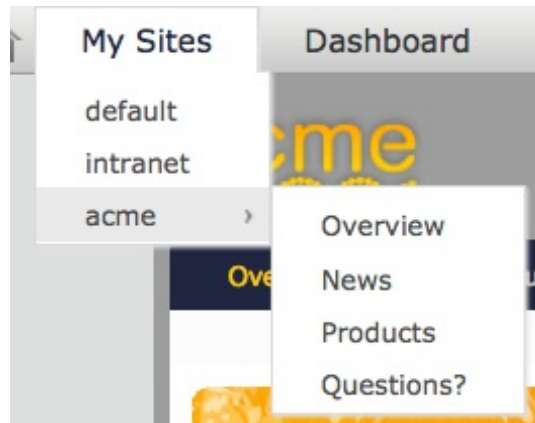 My Sites Dashboard
default
intranet
acme
Overview
News
Products
Questions?